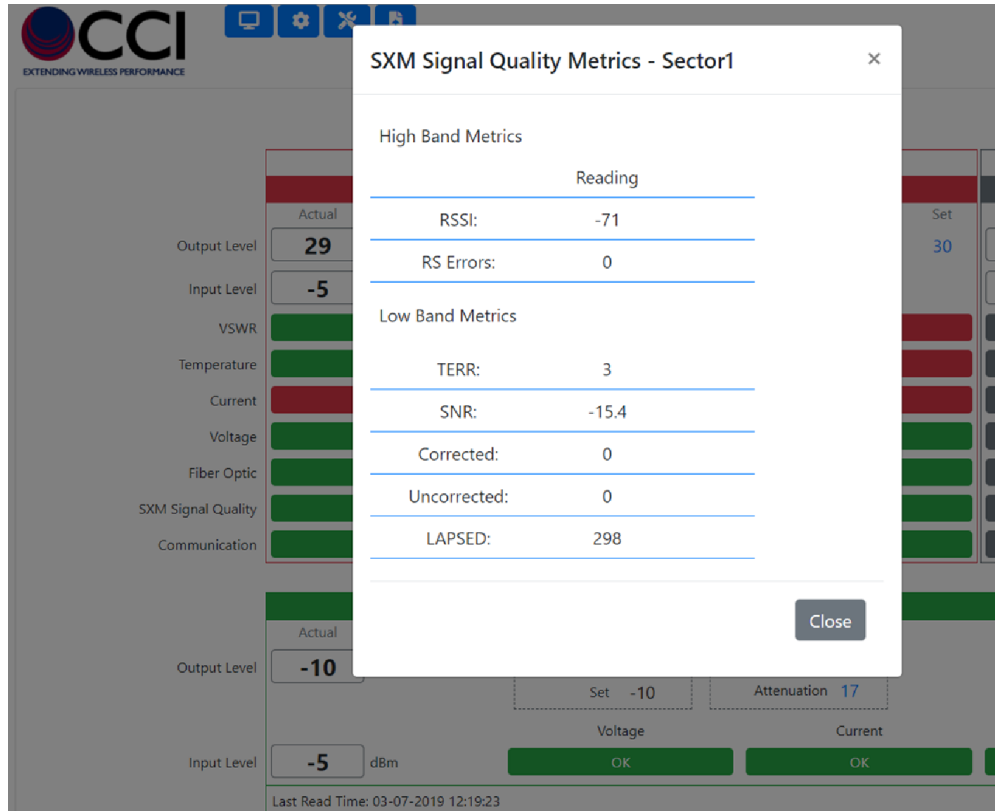 CCI
EXTENDING WIRELESS PERFORMANCE
SXM Signal Quality Metrics - Sector1 ×
High Band Metrics
Reading
RSSI: -71
RS Errors: 0
Low Band Metrics
TERR: 3
SNR: -15.4
Corrected: 0
Uncorrected: 0
LAPSED: 298
Close
Actual Set
Output Level 29 30
Input Level -5
VSWR
Temperature
Current
Voltage
Fiber Optic
SXM Signal Quality
Communication
Actual
Output Level -10
Set -10 Attenuation 17
Voltage Current
Input Level -5 dBm OK OK
Last Read Time: 03-07-2019 12:19:23